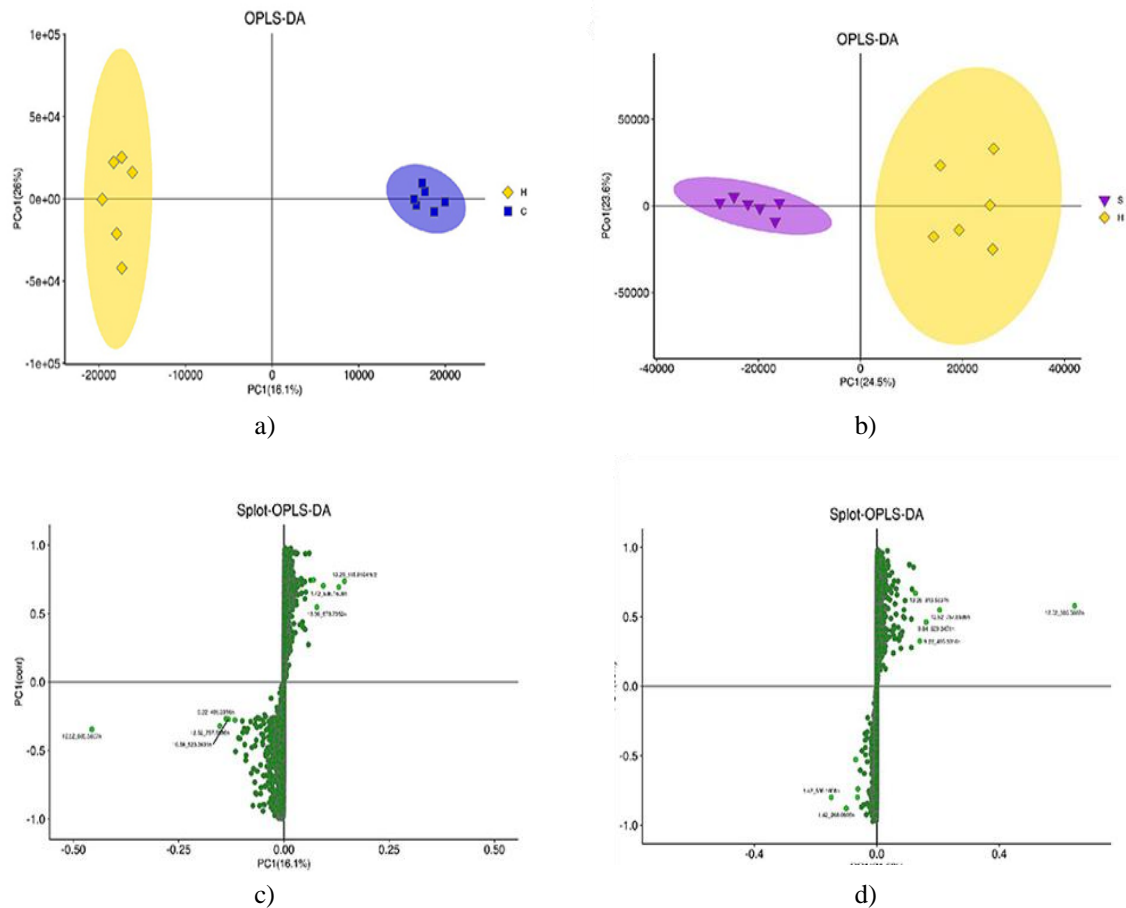 OPLS-DA
1e+05
5e+04
0e+00
-5e+04
-1e+05
PCo1(26%)
-20000
-10000
0
10000
20000
PC1(16.1%)
H
C
a)
OPLS-DA
50000
0
-50000
PCo1(23.6%)
-40000
-20000
0
20000
40000
PC1(24.5%)
S
H
b)
Splot-OPLS-DA
1.0
0.5
0.0
-0.5
-1.0
PC1(corr)
-0.50
-0.25
0.00
0.25
0.50
PC1(16.1%)
c)
Splot-OPLS-DA
1.0
0.5
0.0
-0.5
-1.0
-0.4
0.0
0.4
d)